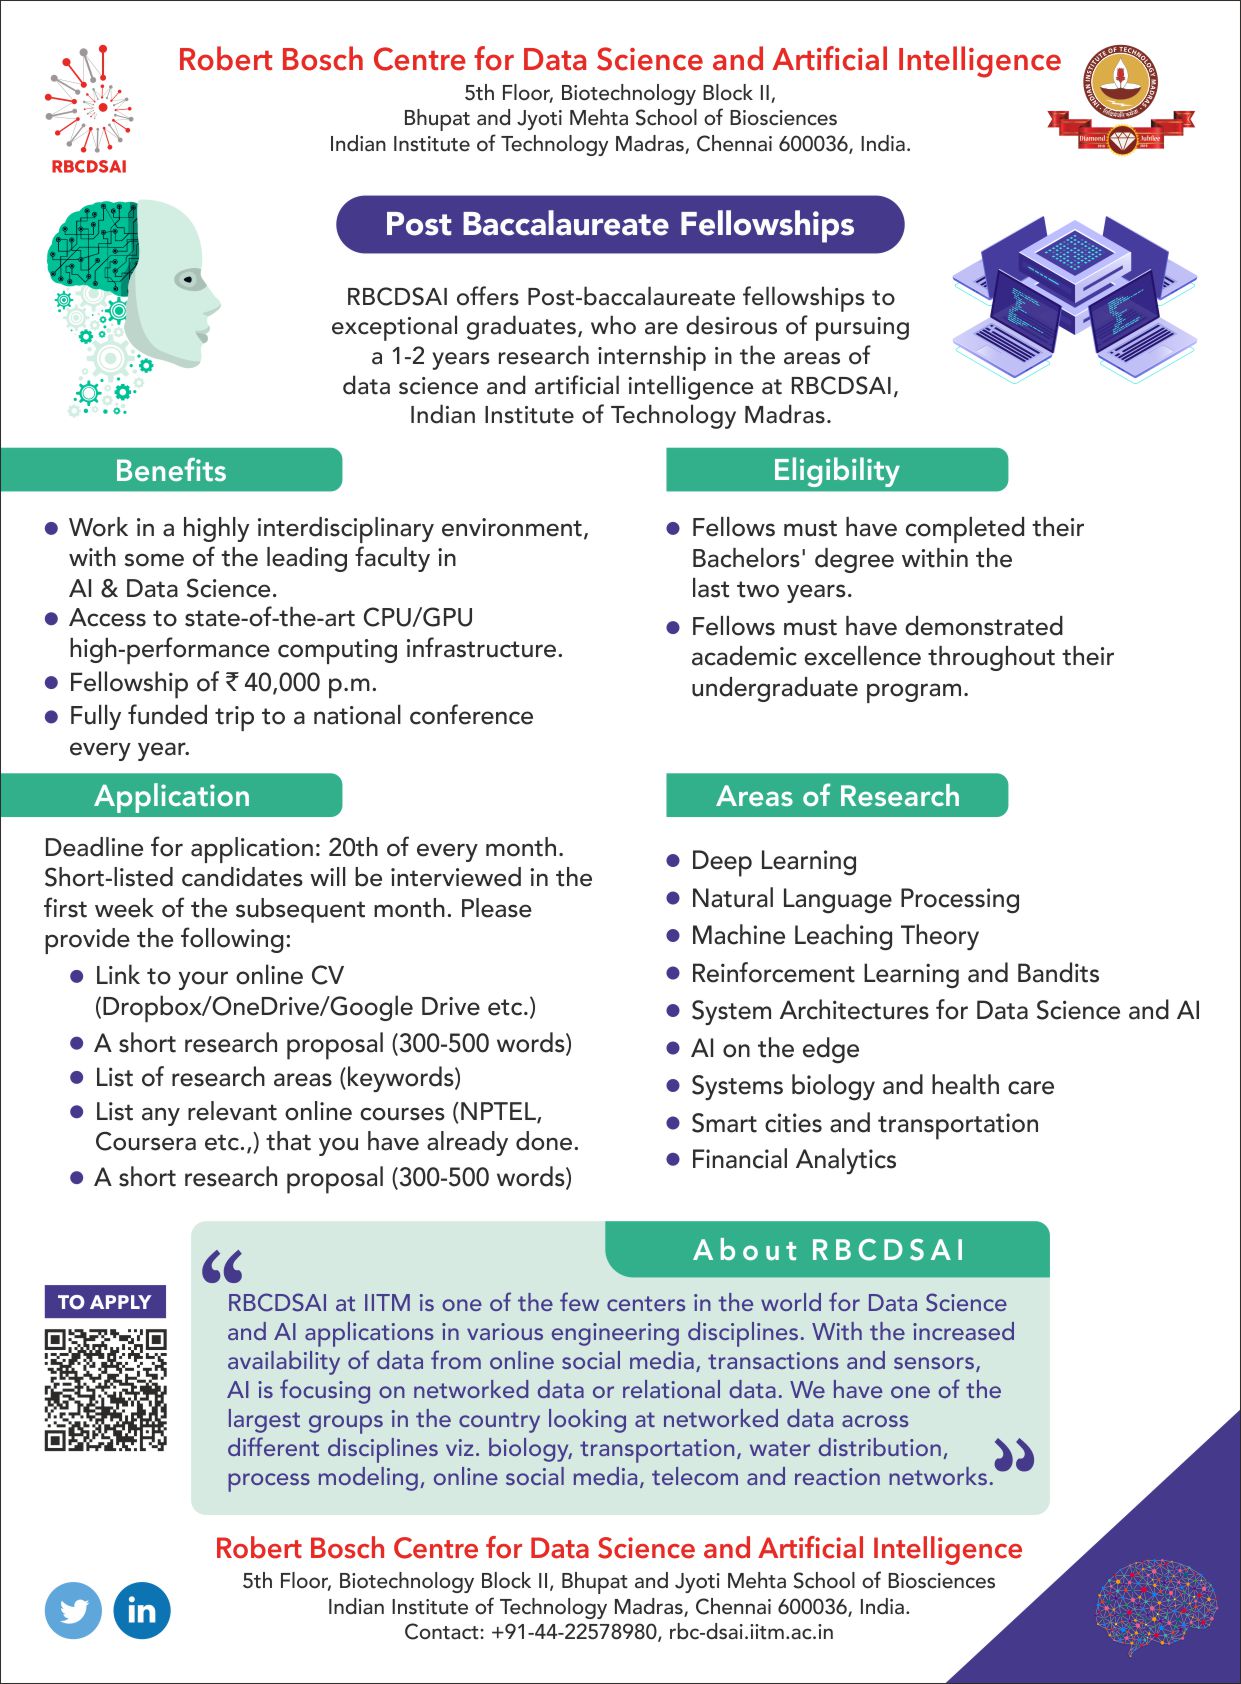 RBCDSAI
Robert Bosch Centre for Data Science and Artificial Intelligence
5th Floor, Biotechnology Block II,
Bhupat and Jyoti Mehta School of Biosciences
Indian Institute of Technology Madras, Chennai 600036, India.
INDIAN INSTITUTE OF TECHNOLOGY MADRAS
Diamond Jubilee
Post Baccalaureate Fellowships
RBCDSAI offers Post-baccalaureate fellowships to
exceptional graduates, who are desirous of pursuing
a 1-2 years research internship in the areas of
data science and artificial intelligence at RBCDSAI,
Indian Institute of Technology Madras.
Benefits
● Work in a highly interdisciplinary environment,
with some of the leading faculty in
AI & Data Science.
● Access to state-of-the-art CPU/GPU
high-performance computing infrastructure.
● Fellowship of ₹ 40,000 p.m.
● Fully funded trip to a national conference
every year.
Eligibility
● Fellows must have completed their
Bachelors' degree within the
last two years.
● Fellows must have demonstrated
academic excellence throughout their
undergraduate program.
Application
Deadline for application: 20th of every month.
Short-listed candidates will be interviewed in the
first week of the subsequent month. Please
provide the following:
● Link to your online CV
(Dropbox/OneDrive/Google Drive etc.)
● A short research proposal (300-500 words)
● List of research areas (keywords)
● List any relevant online courses (NPTEL,
Coursera etc.,) that you have already done.
● A short research proposal (300-500 words)
Areas of Research
● Deep Learning
● Natural Language Processing
● Machine Leaching Theory
● Reinforcement Learning and Bandits
● System Architectures for Data Science and AI
● AI on the edge
● Systems biology and health care
● Smart cities and transportation
● Financial Analytics
About RBCDSAI
“
RBCDSAI at IITM is one of the few centers in the world for Data Science
and AI applications in various engineering disciplines. With the increased
availability of data from online social media, transactions and sensors,
AI is focusing on networked data or relational data. We have one of the
largest groups in the country looking at networked data across
different disciplines viz. biology, transportation, water distribution,
process modeling, online social media, telecom and reaction networks.”
TO APPLY
Robert Bosch Centre for Data Science and Artificial Intelligence
5th Floor, Biotechnology Block II, Bhupat and Jyoti Mehta School of Biosciences
Indian Institute of Technology Madras, Chennai 600036, India.
Contact: +91-44-22578980, rbc-dsai.iitm.ac.in
in